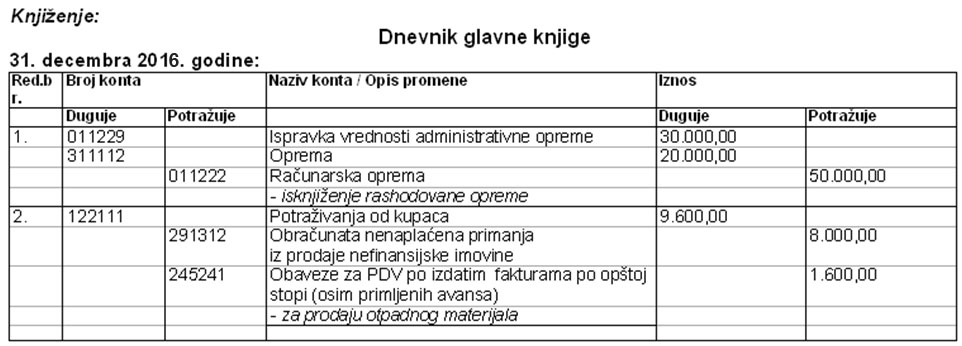 Knjiženje:
Dnevnik glavne knjige
31. decembra 2016. godine:
Red.b Broj konta Naziv konta / Opis promene Iznos
r.
Duguje Potražuje Duguje Potražuje
1. 011229 Ispravka vrednosti administrativne opreme 30.000,00
311112 Oprema 20.000,00
011222 Računarska oprema 50.000,00
- isknjiženje rashodovane opreme
2. 122111 Potraživanja od kupaca 9.600,00
291312 Obračunata nenaplaćena primanja 8.000,00
iz prodaje nefinansijske imovine
245241 Obaveze za PDV po izdatim fakturama po opštoj 1.600,00
stopi (osim primljenih avansa)
- za prodaju otpadnog materijala